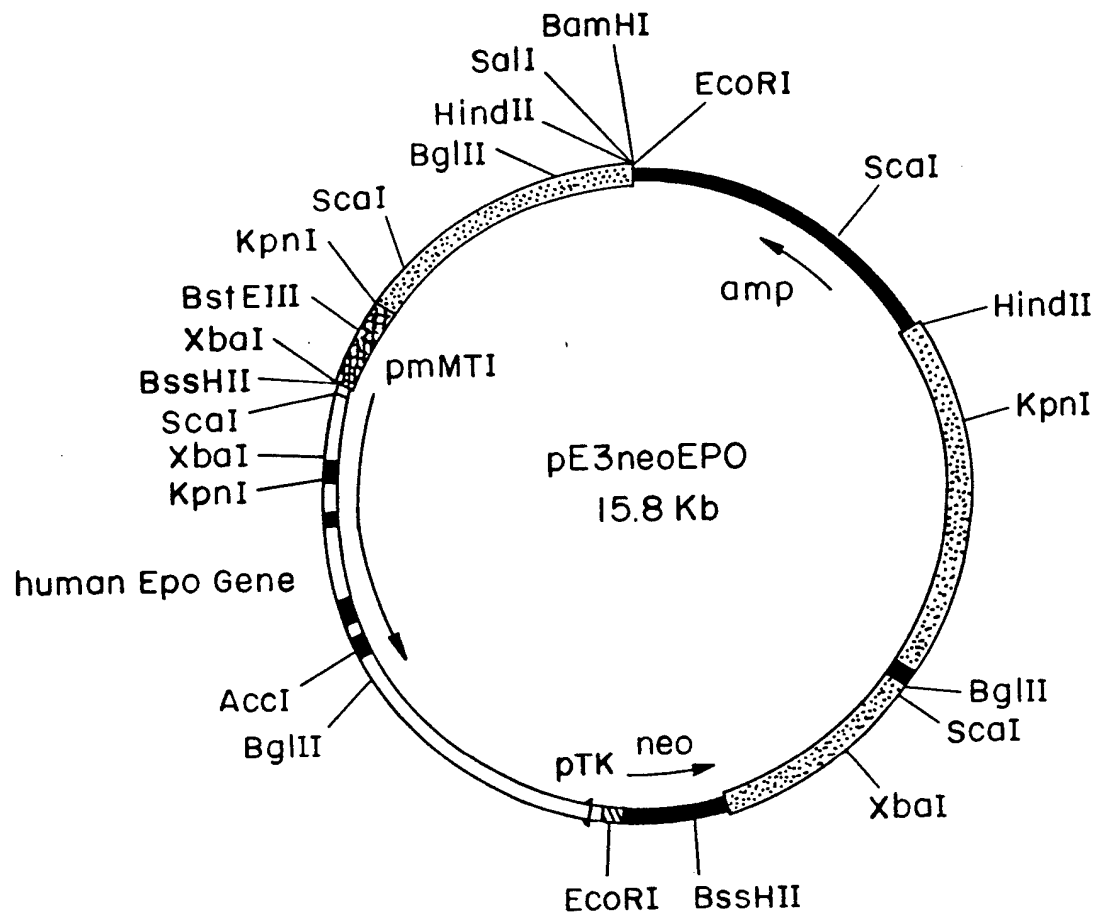 BamHI
SalI
EcoRI
HindII
BglII
ScaI
ScaI
KpnI
amp
BstEIII
HindII
XbaI
pmMTI
BssHII
KpnI
ScaI
XbaI
pE3neoEPO
KpnI
15.8 Kb
human Epo Gene
AccI
BglII
BglII
ScaI
pTK
neo
XbaI
EcoRI
BssHII